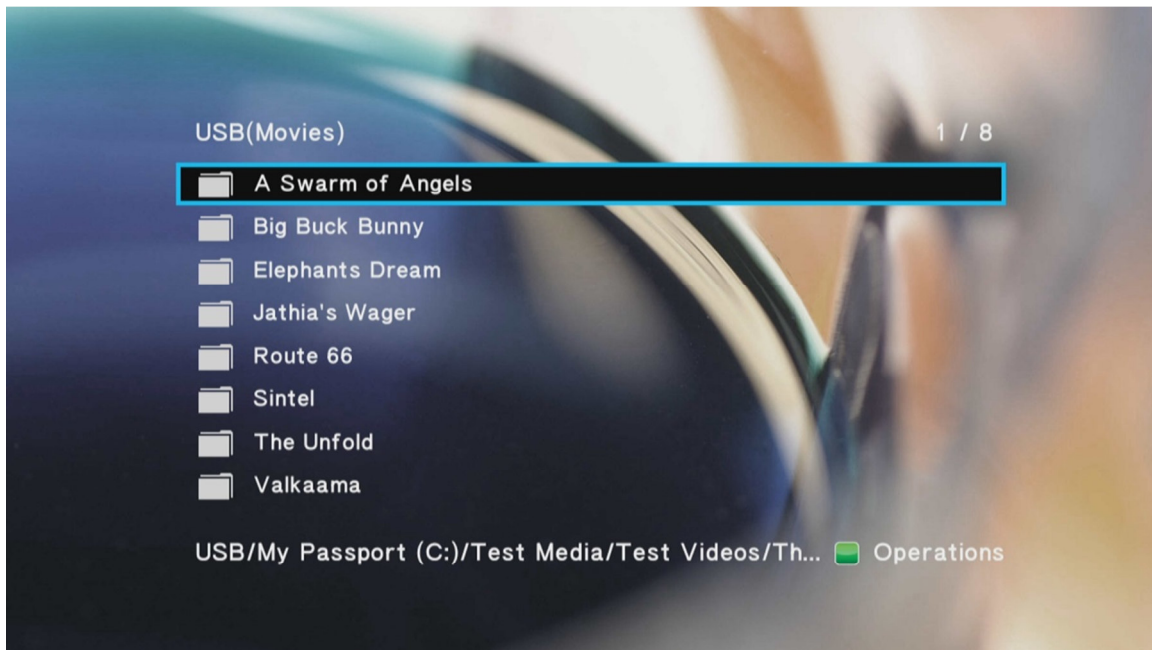 USB(Movies) 1 / 8
A Swarm of Angels
Big Buck Bunny
Elephants Dream
Jathia's Wager
Route 66
Sintel
The Unfold
Valkaama
USB/My Passport (C:)/Test Media/Test Videos/Th... Operations